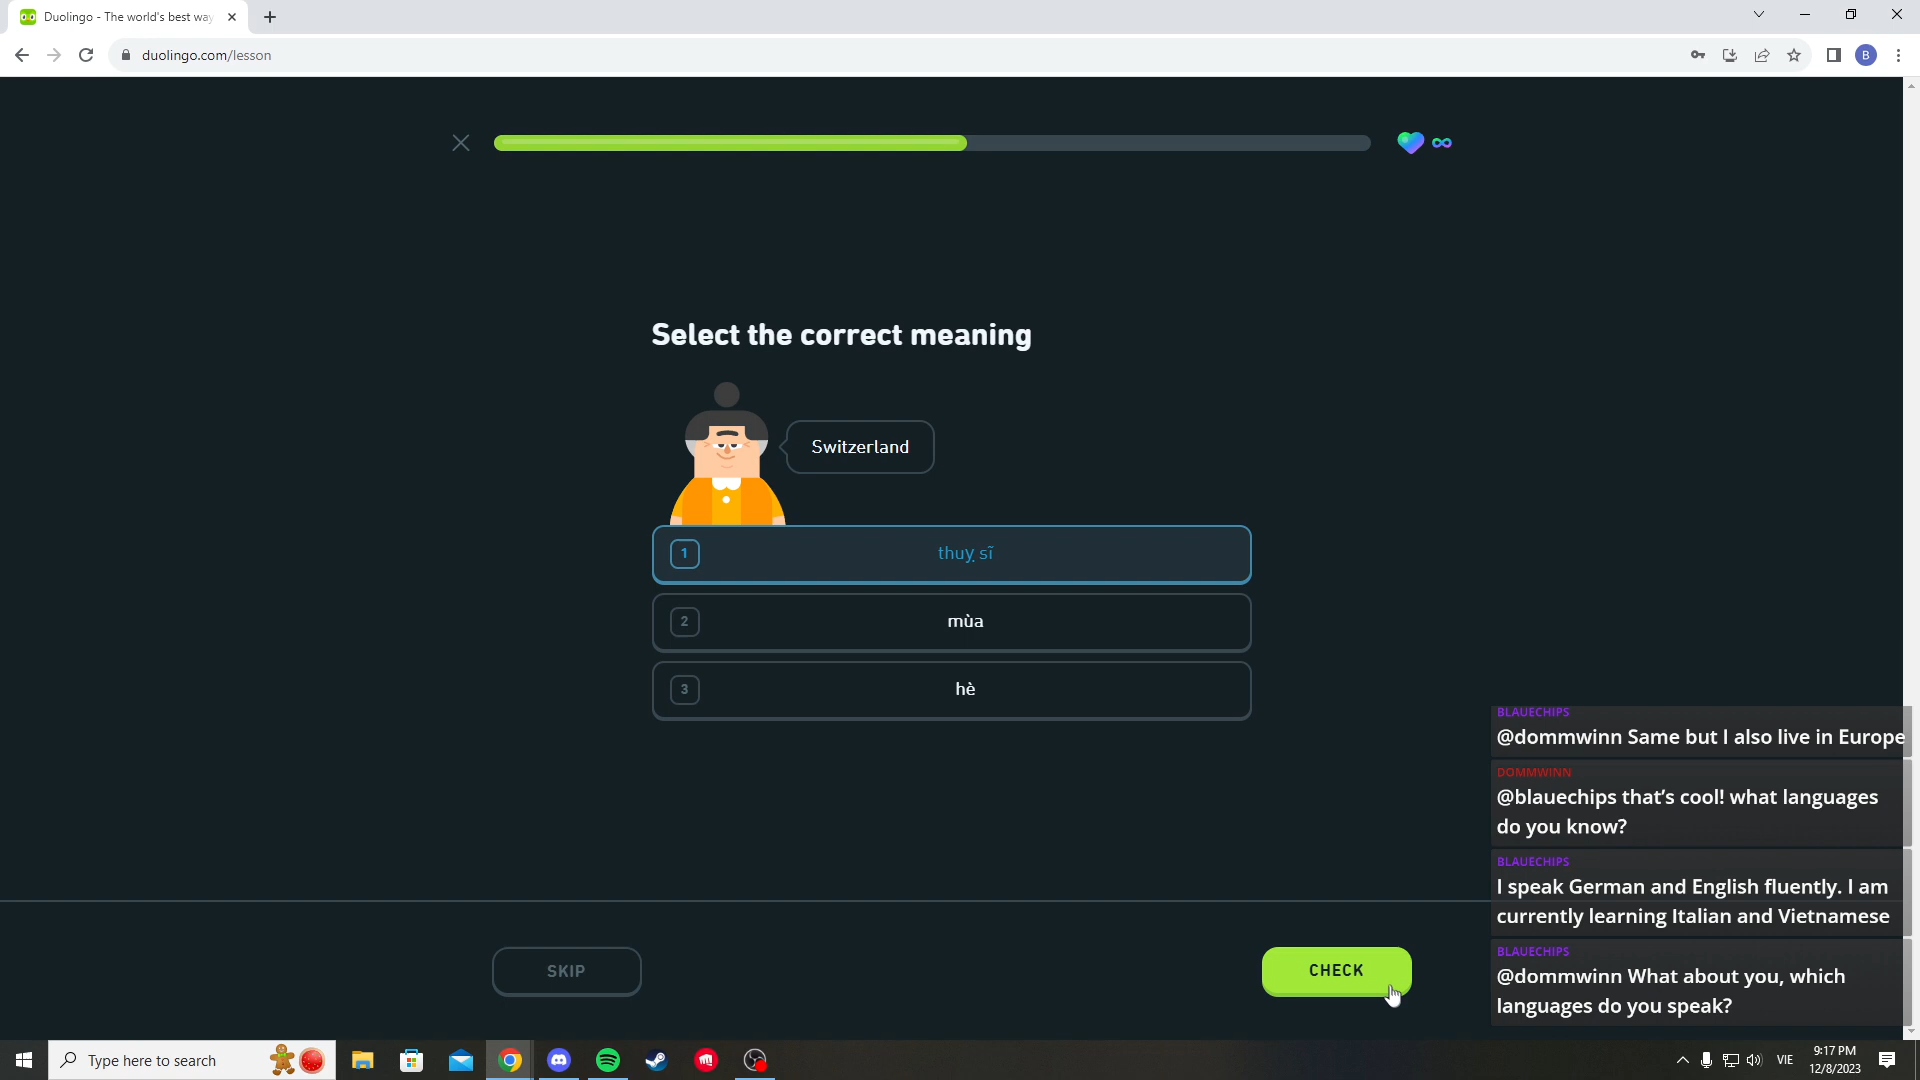 Duolingo - The world's best way
duolingo.com/lesson
B
Select the correct meaning
Switzerland
1 thuỵ sĩ
2 mùa
3 hè
SKIP
CHECK
BLAUECHIPS
@dommwinn Same but I also live in Europe
DOMMWINN
@blauechips that's cool! what languages
do you know?
BLAUECHIPS
I speak German and English fluently. I am
currently learning Italian and Vietnamese
BLAUECHIPS
@dommwinn What about you, which
languages do you speak?
Type here to search
VIE
9:17 PM
12/8/2023